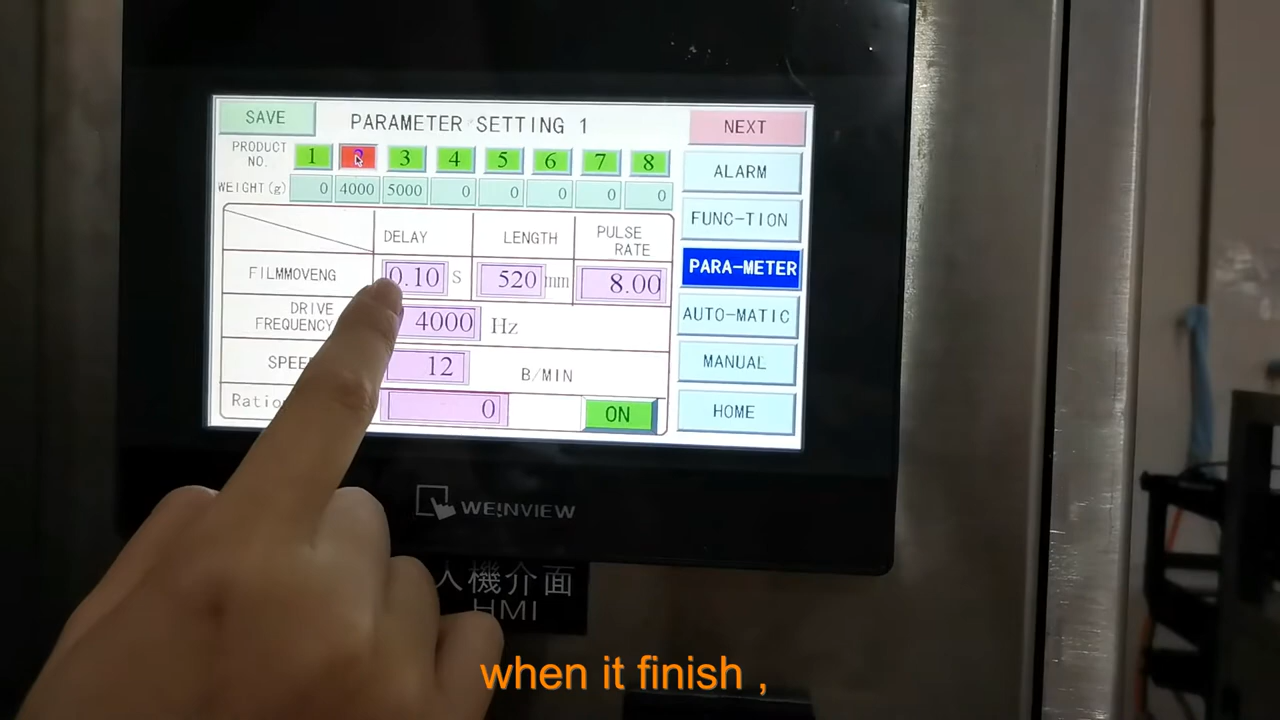 SAVE PARAMETER SETTING 1 NEXT
PRODUCT NO. 1 2 3 4 5 6 7 8
WEIGHT(g) 0 4000 5000 0 0 0 0 0
ALARM
FUNC-TION
PARA-METER
AUTO-MATIC
MANUAL
HOME
DELAY LENGTH PULSE RATE
FILMMOVENG 0.10 S 520 mm 8.00
DRIVE FREQUENCY 4000 Hz
12 B/MIN
0 ON
WEINVIEW
人機介面
HMI
when it finish ,